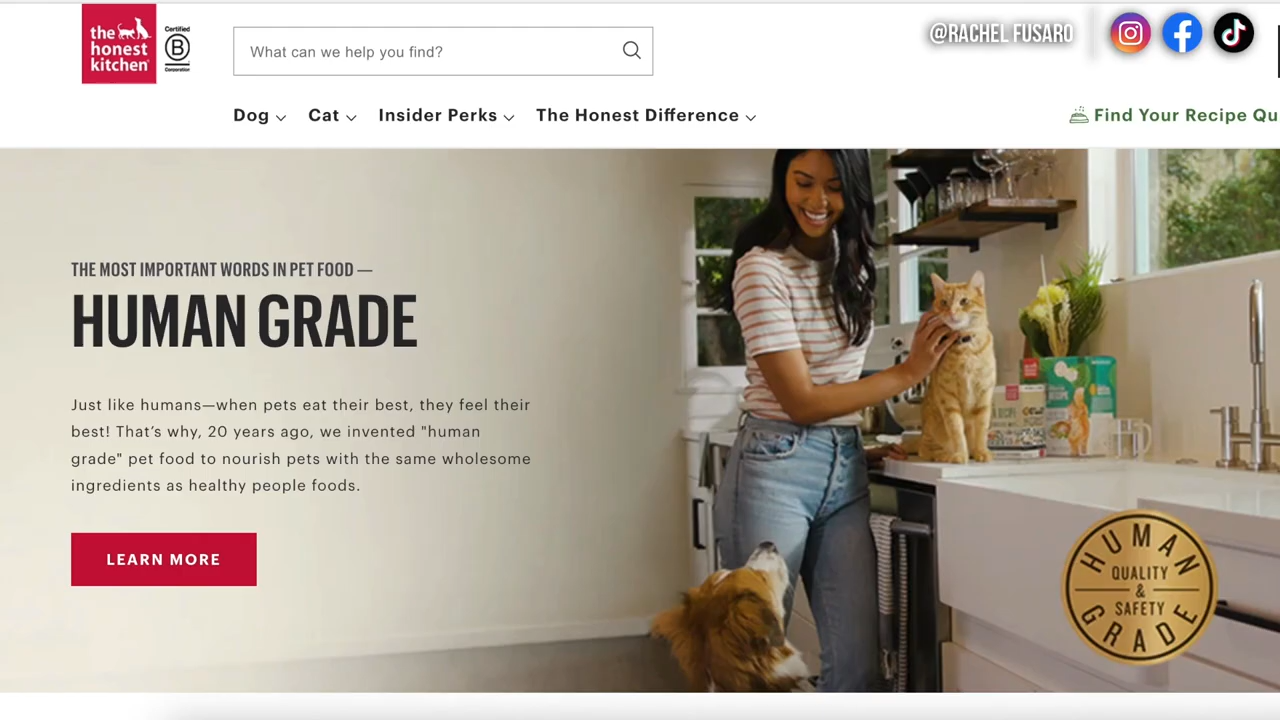 the
honest
kitchen
Certified
B
Corporation
What can we help you find?
@RACHEL FUSARO
Dog
Cat
Insider Perks
The Honest Difference
Find Your Recipe Qu
THE MOST IMPORTANT WORDS IN PET FOOD —
HUMAN GRADE
Just like humans—when pets eat their best, they feel their
best! That's why, 20 years ago, we invented "human
grade" pet food to nourish pets with the same wholesome
ingredients as healthy people foods.
LEARN MORE
HUMAN
QUALITY
&
SAFETY
GRADE